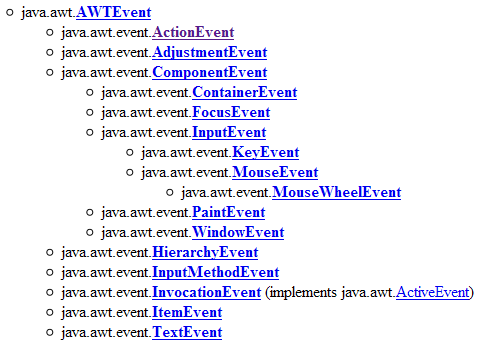 java.awt.AWTEvent
java.awt.event.ActionEvent
java.awt.event.AdjustmentEvent
java.awt.event.ComponentEvent
java.awt.event.ContainerEvent
java.awt.event.FocusEvent
java.awt.event.InputEvent
java.awt.event.KeyEvent
java.awt.event.MouseEvent
java.awt.event.MouseWheelEvent
java.awt.event.PaintEvent
java.awt.event.WindowEvent
java.awt.event.HierarchyEvent
java.awt.event.InputMethodEvent
java.awt.event.InvocationEvent (implements java.awt.ActiveEvent)
java.awt.event.ItemEvent
java.awt.event.TextEvent